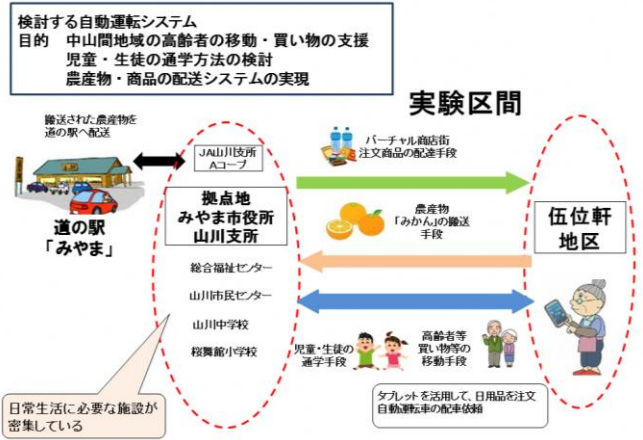 検討する自動運転システム
目的　中山間地域の高齢者の移動・買い物の支援
児童・生徒の通学方法の検討
農産物・商品の配送システムの実現
実験区間
搬送された農産物を
道の駅へ配送
道の駅
「みやま」
JA山川支所
Aコープ
拠点地
みやま市役所
山川支所
総合福祉センター
山川市民センター
山川中学校
桜舞館小学校
日常生活に必要な施設が
密集している
バーチャル商店街
注文商品の配達手段
農産物
「みかん」の搬送
手段
児童・生徒の
通学手段
高齢者等
買い物等の
移動手段
伍位軒
地区
タブレットを活用して、日用品を注文
自動運転車の配車依頼